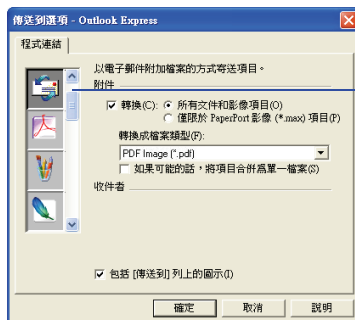 傳送到選項 - Outlook Express
程式連結
以電子郵件附加檔案的方式寄送項目。
附件
轉換(C): 所有文件和影像項目(O)
僅限於 PaperPort 影像 (*.max) 項目(P)
轉換成檔案類型(F):
PDF Image (*.pdf)
如果可能的話，將項目合併為單一檔案(S)
收件者
包括 [傳送到] 列上的圖示(I)
確定 取消 說明